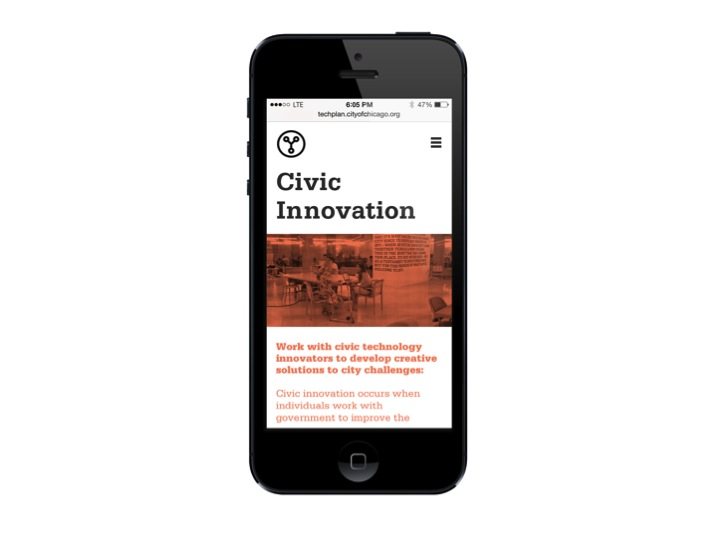 LTE
6:05 PM
47%
techplan.cityofchicago.org
Civic
Innovation
Work with civic technology
innovators to develop creative
solutions to city challenges:
Civic innovation occurs when
individuals work with
government to improve the